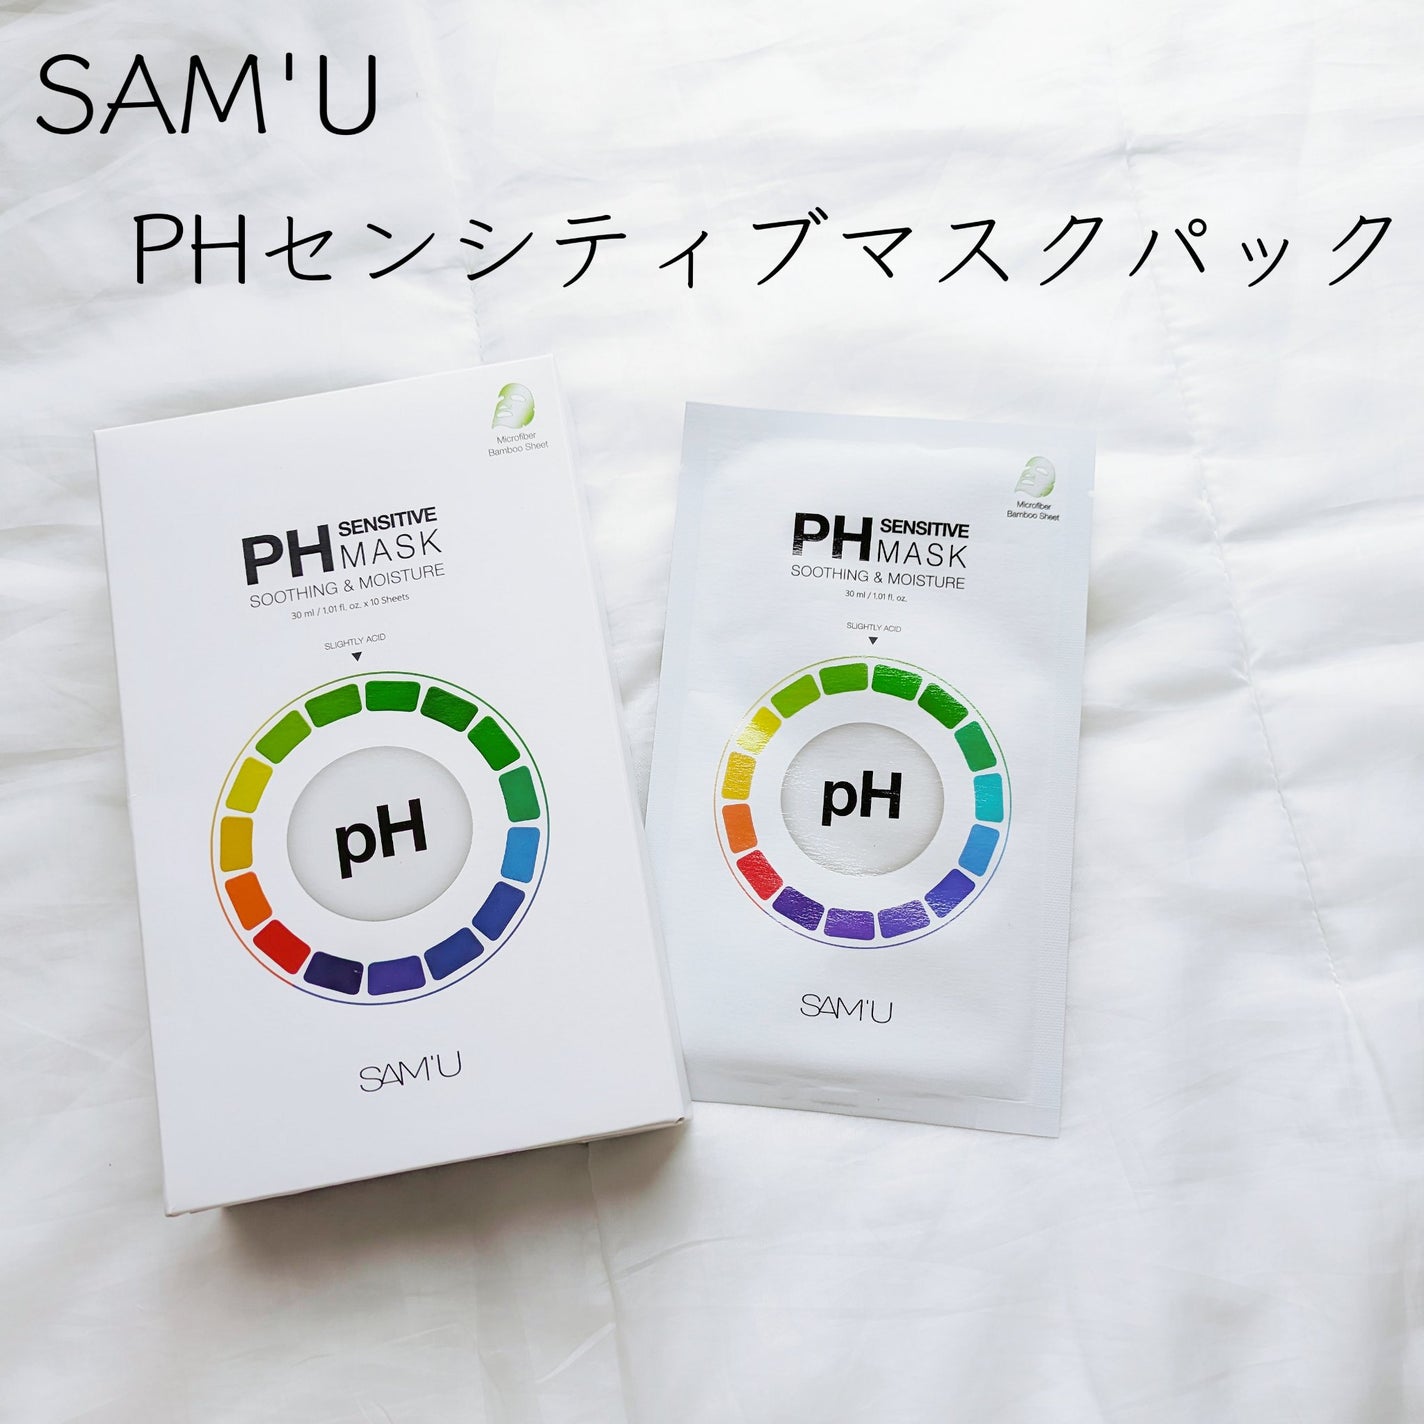 SAM'U
PHセンシティブマスクパック
Microfiber
Bamboo Sheet
PH SENSITIVE
MASK
SOOTHING & MOISTURE
30 ml / 1.01 fl. oz. x 10 Sheets
SLIGHTLY ACID
pH
SAM'U
Microfiber
Bamboo Sheet
PH SENSITIVE
MASK
SOOTHING & MOISTURE
30 ml / 1.01 fl. oz.
SLIGHTLY ACID
pH
SAM'U